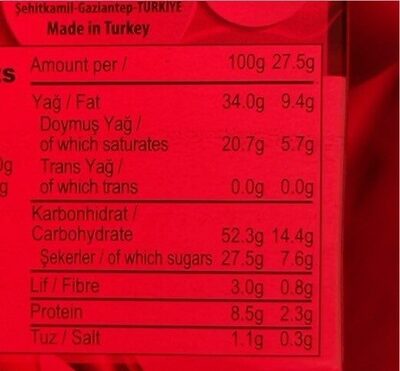 Şehitkamil-Gaziantep-TÜRKİYE
Made in Turkey
Amount per / 100g 27.5g
Yağ / Fat 34.0g 9.4g
Doymuş Yağ /
of which saturates 20.7g 5.7g
Trans Yağ /
of which trans 0.0g 0.0g
Karbonhidrat /
Carbohydrate 52.3g 14.4g
Şekerler / of which sugars 27.5g 7.6g
Lif / Fibre 3.0g 0.8g
Protein 8.5g 2.3g
Tuz / Salt 1.1g 0.3g